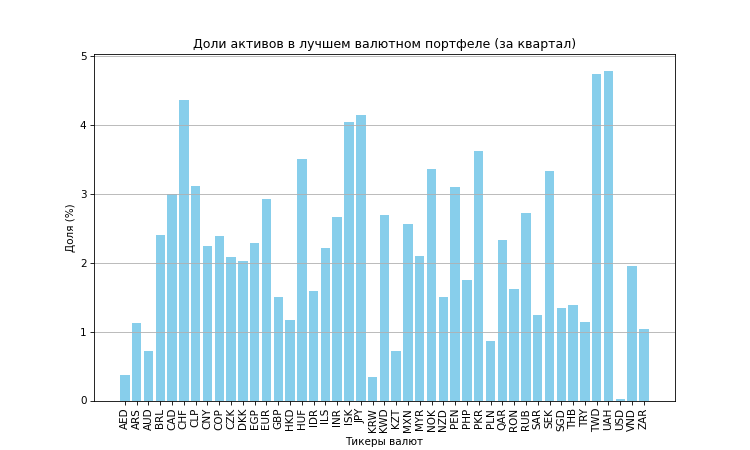 Доли активов в лучшем валютном портфеле (за квартал)
5
4
3
2
1
0
Доля (%)
AED ARS AUD BRL CAD CHF CLP CNY COP CZK DKK EGP EUR GBP HKD HUF IDR ILS INR ISK JPY KRW KWD KZT MXN MYR NOK NZD PEN PHP PKR PLN QAR RON RUB SAR SEK SGD THB TRY TWD UAH USD VND ZAR
Тикеры валют